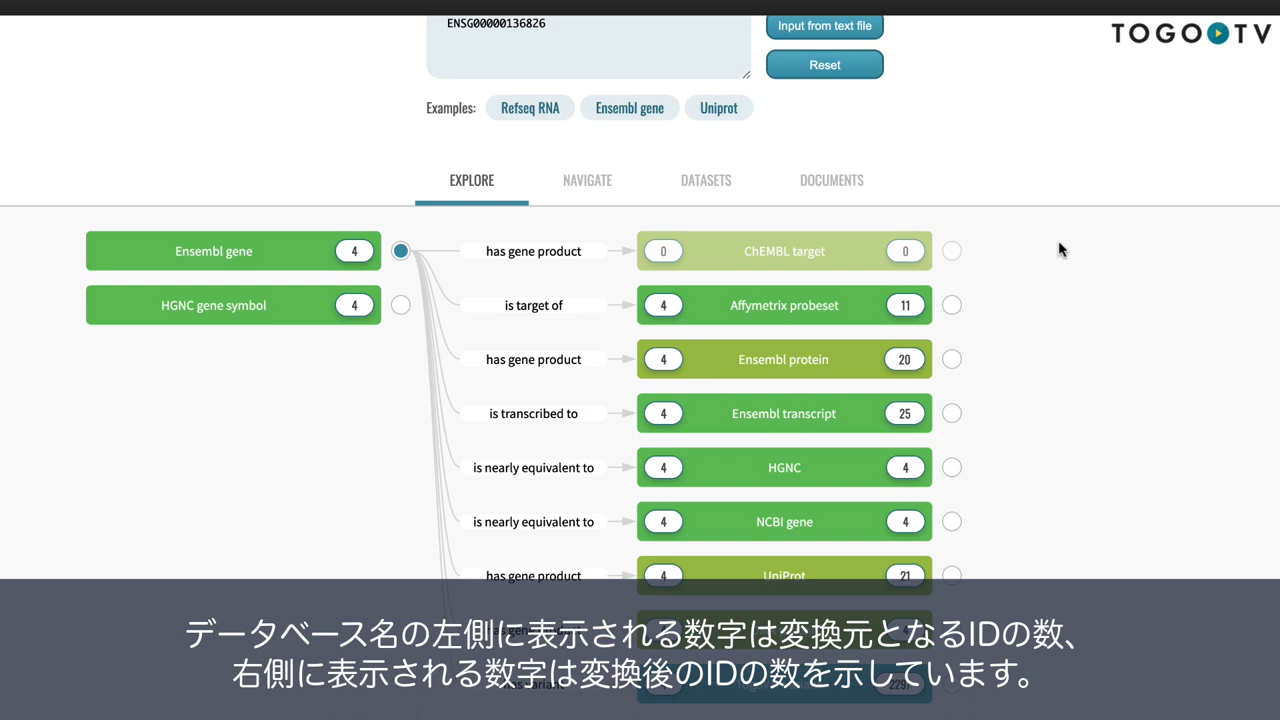 ENSG00000136826
Input from text file
TOGO TV
Reset
Examples: Refseq RNA Ensembl gene Uniprot
EXPLORE NAVIGATE DATASETS DOCUMENTS
Ensembl gene 4 has gene product 0 ChEMBL target 0
HGNC gene symbol 4 is target of 4 Affymetrix probeset 11
has gene product 4 Ensembl protein 20
is transcribed to 4 Ensembl transcript 25
is nearly equivalent to 4 HGNC 4
is nearly equivalent to 4 NCBI gene 4
has gene product 4 UniProt 21
データベース名の左側に表示される数字は変換元となるIDの数、
右側に表示される数字は変換後のIDの数を示しています。